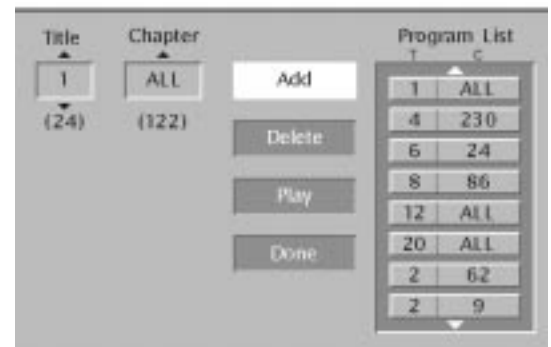 Title Chapter Program List
T C
1 ALL Add 1 ALL
(24) (122) 4 230
Delete 6 24
8 86
Play 12 ALL
20 ALL
Done 2 62
2 9